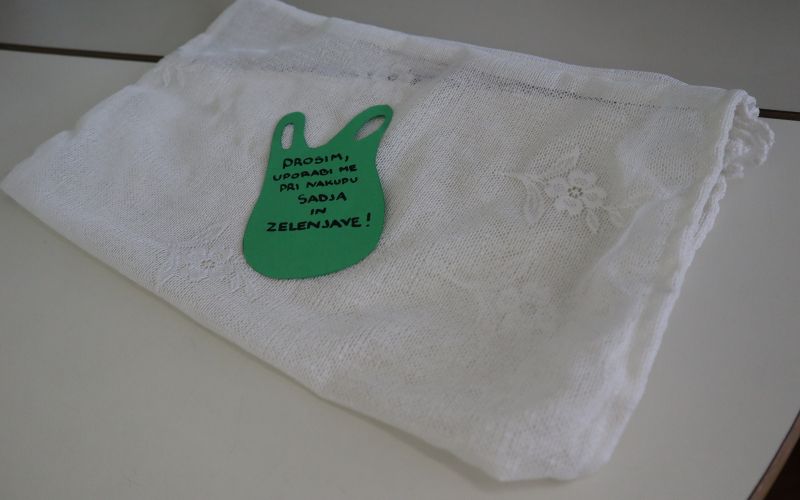 PROSIM,
UPORABI ME
PRI NAKUPU
SADJA
IN
ZELENJAVE!